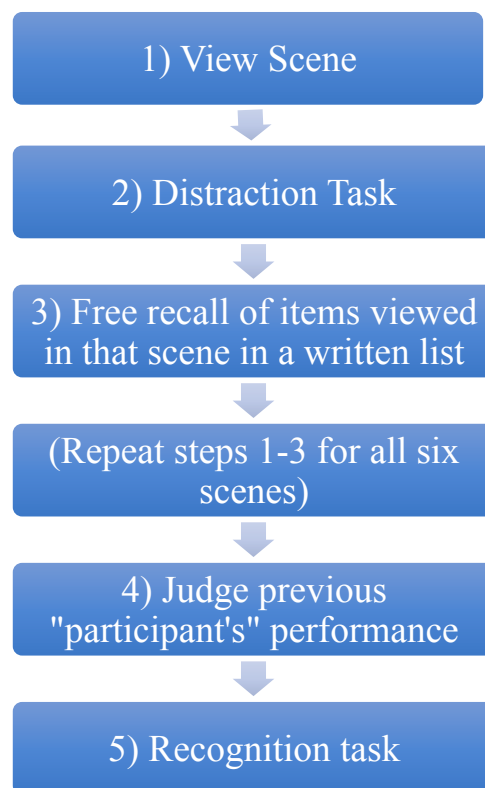 1) View Scene
2) Distraction Task
3) Free recall of items viewed
in that scene in a written list
(Repeat steps 1-3 for all six
scenes)
4) Judge previous
"participant's" performance
5) Recognition task